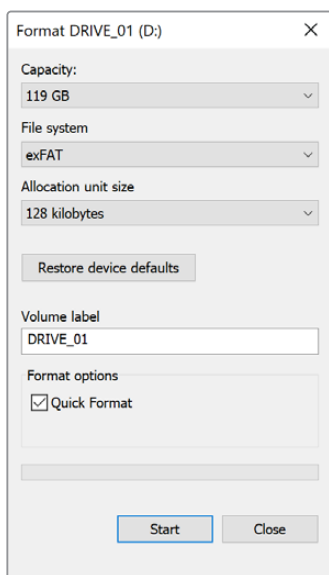 Format DRIVE_01 (D:)
Capacity:
119 GB
File system
exFAT
Allocation unit size
128 kilobytes
Restore device defaults
Volume label
DRIVE_01
Format options
Quick Format
Start Close